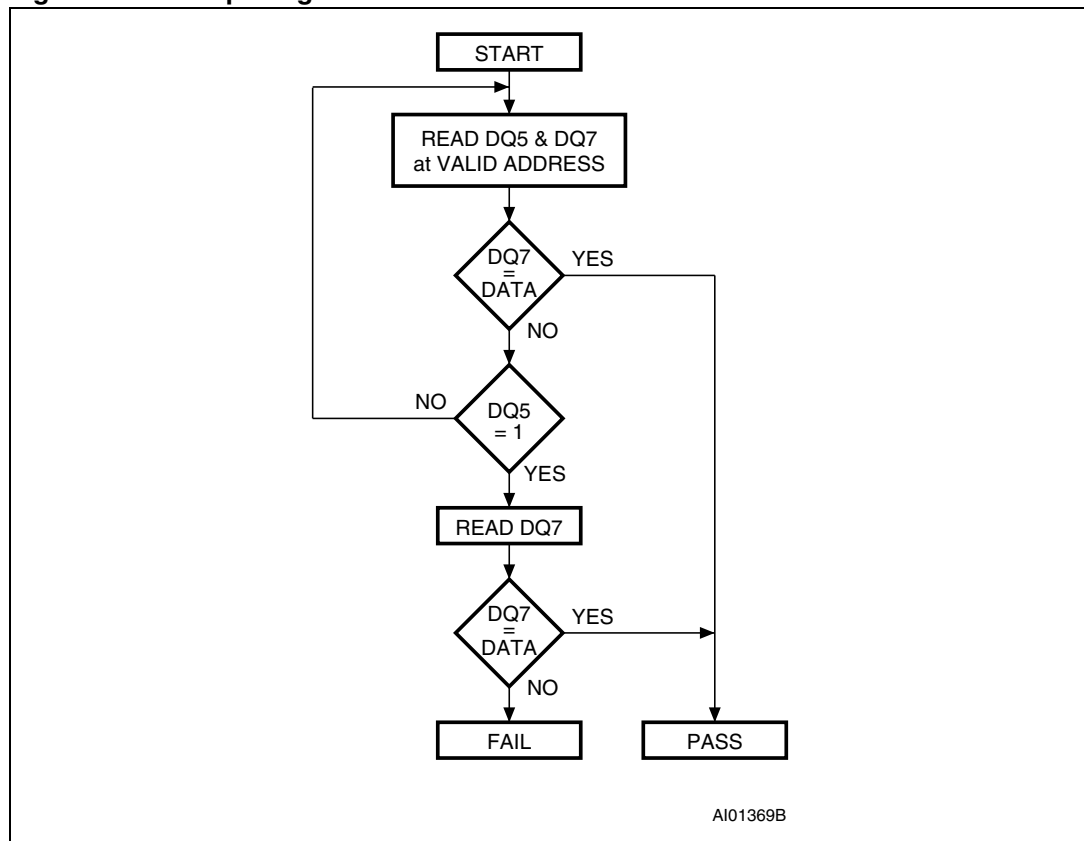 START
READ DQ5 & DQ7
at VALID ADDRESS
DQ7
=
DATA
YES
NO
DQ5
= 1
NO
YES
READ DQ7
DQ7
=
DATA
YES
NO
FAIL
PASS
AI01369B